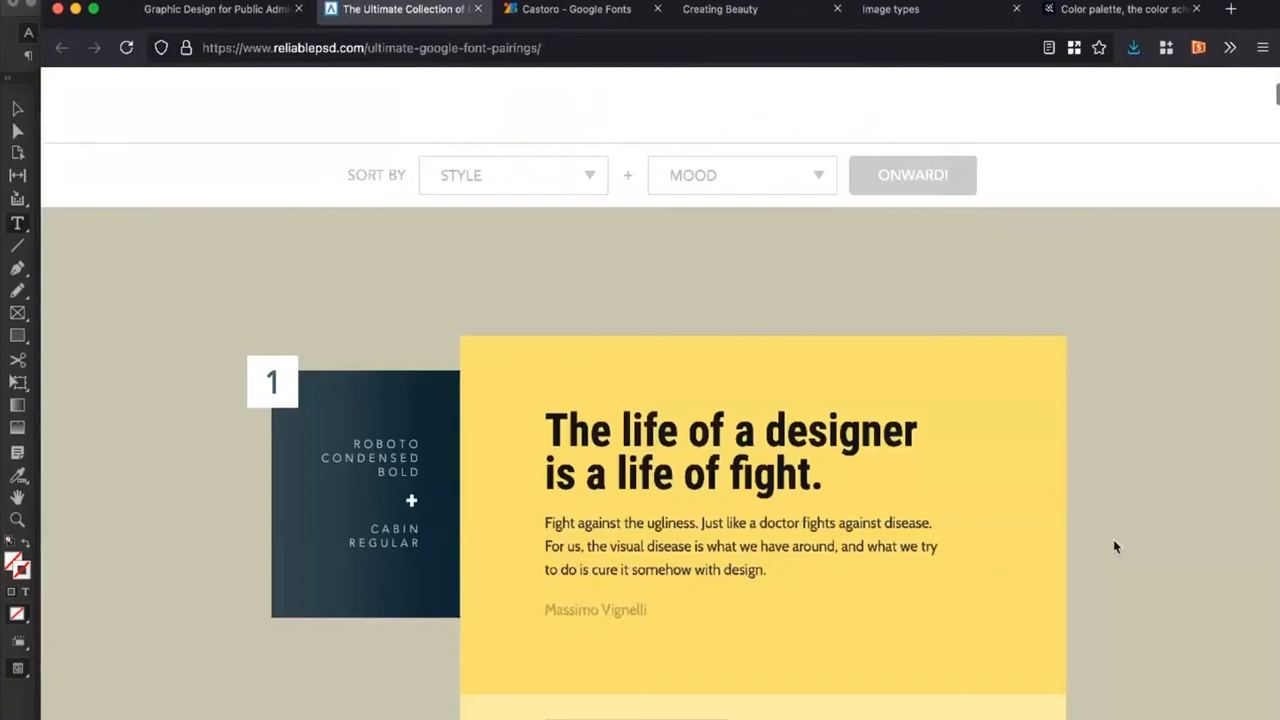 Graphic Design for Public Admi
The Ultimate Collection of
Castoro - Google Fonts
Creating Beauty
Image types
Color palette, the color sch
https://www.reliablepsd.com/ultimate-google-font-pairings/
SORT BY
STYLE
+
MOOD
ONWARD!
1
ROBOTO
CONDENSED
BOLD
+
CABIN
REGULAR
The life of a designer
is a life of fight.
Fight against the ugliness. Just like a doctor fights against disease.
For us, the visual disease is what we have around, and what we try
to do is cure it somehow with design.
Massimo Vignelli